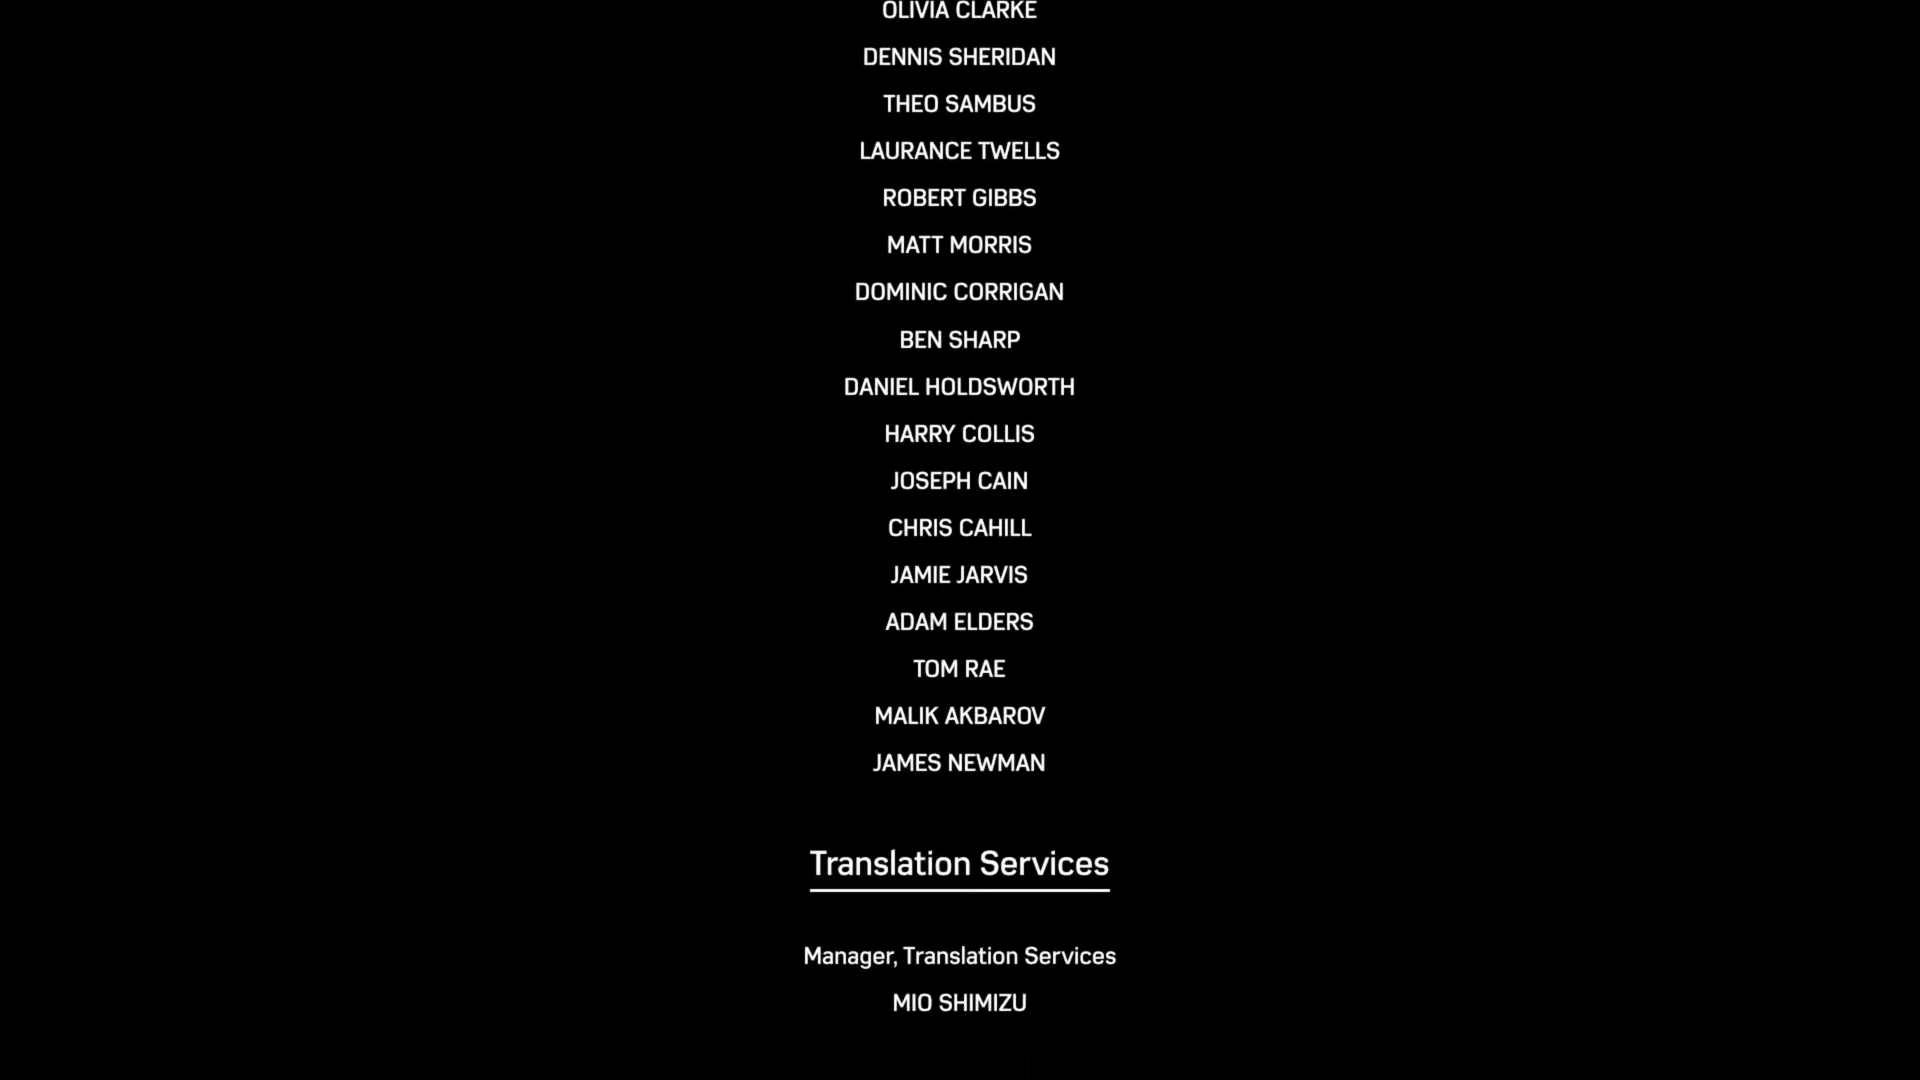 OLIVIA CLARKE
DENNIS SHERIDAN
THEO SAMBUS
LAURANCE TWELLS
ROBERT GIBBS
MATT MORRIS
DOMINIC CORRIGAN
BEN SHARP
DANIEL HOLDSWORTH
HARRY COLLIS
JOSEPH CAIN
CHRIS CAHILL
JAMIE JARVIS
ADAM ELDERS
TOM RAE
MALIK AKBAROV
JAMES NEWMAN
Translation Services
Manager, Translation Services
MIO SHIMIZU